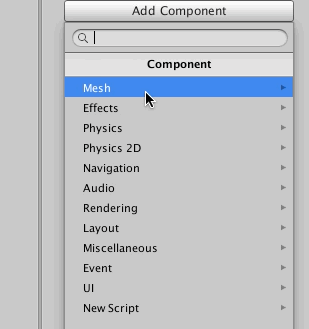 Add Component
Component
Mesh
Effects
Physics
Physics 2D
Navigation
Audio
Rendering
Layout
Miscellaneous
Event
UI
New Script